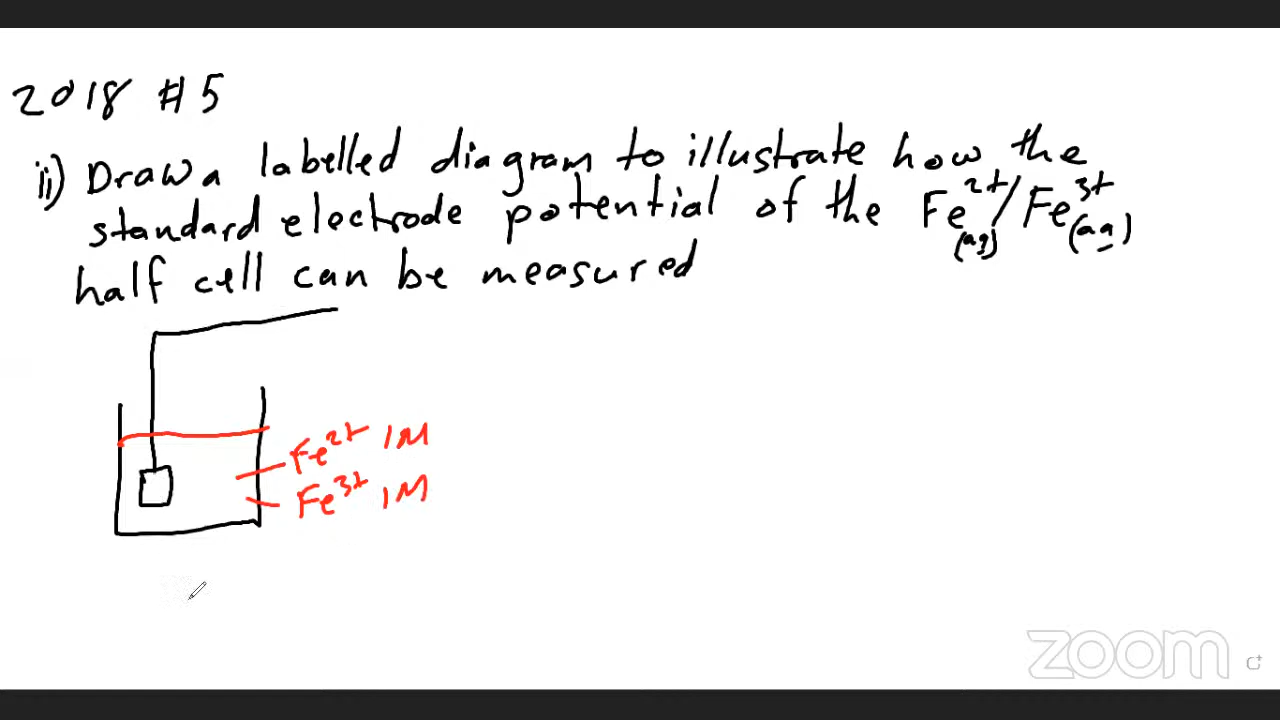 2018 #5
ii) Draw a labelled diagram to illustrate how the
standard electrode potential of the Fe²⁺(aq)/Fe³⁺(aq)
half cell can be measured
Fe²⁺ 1M
Fe³⁺ 1M
zoom